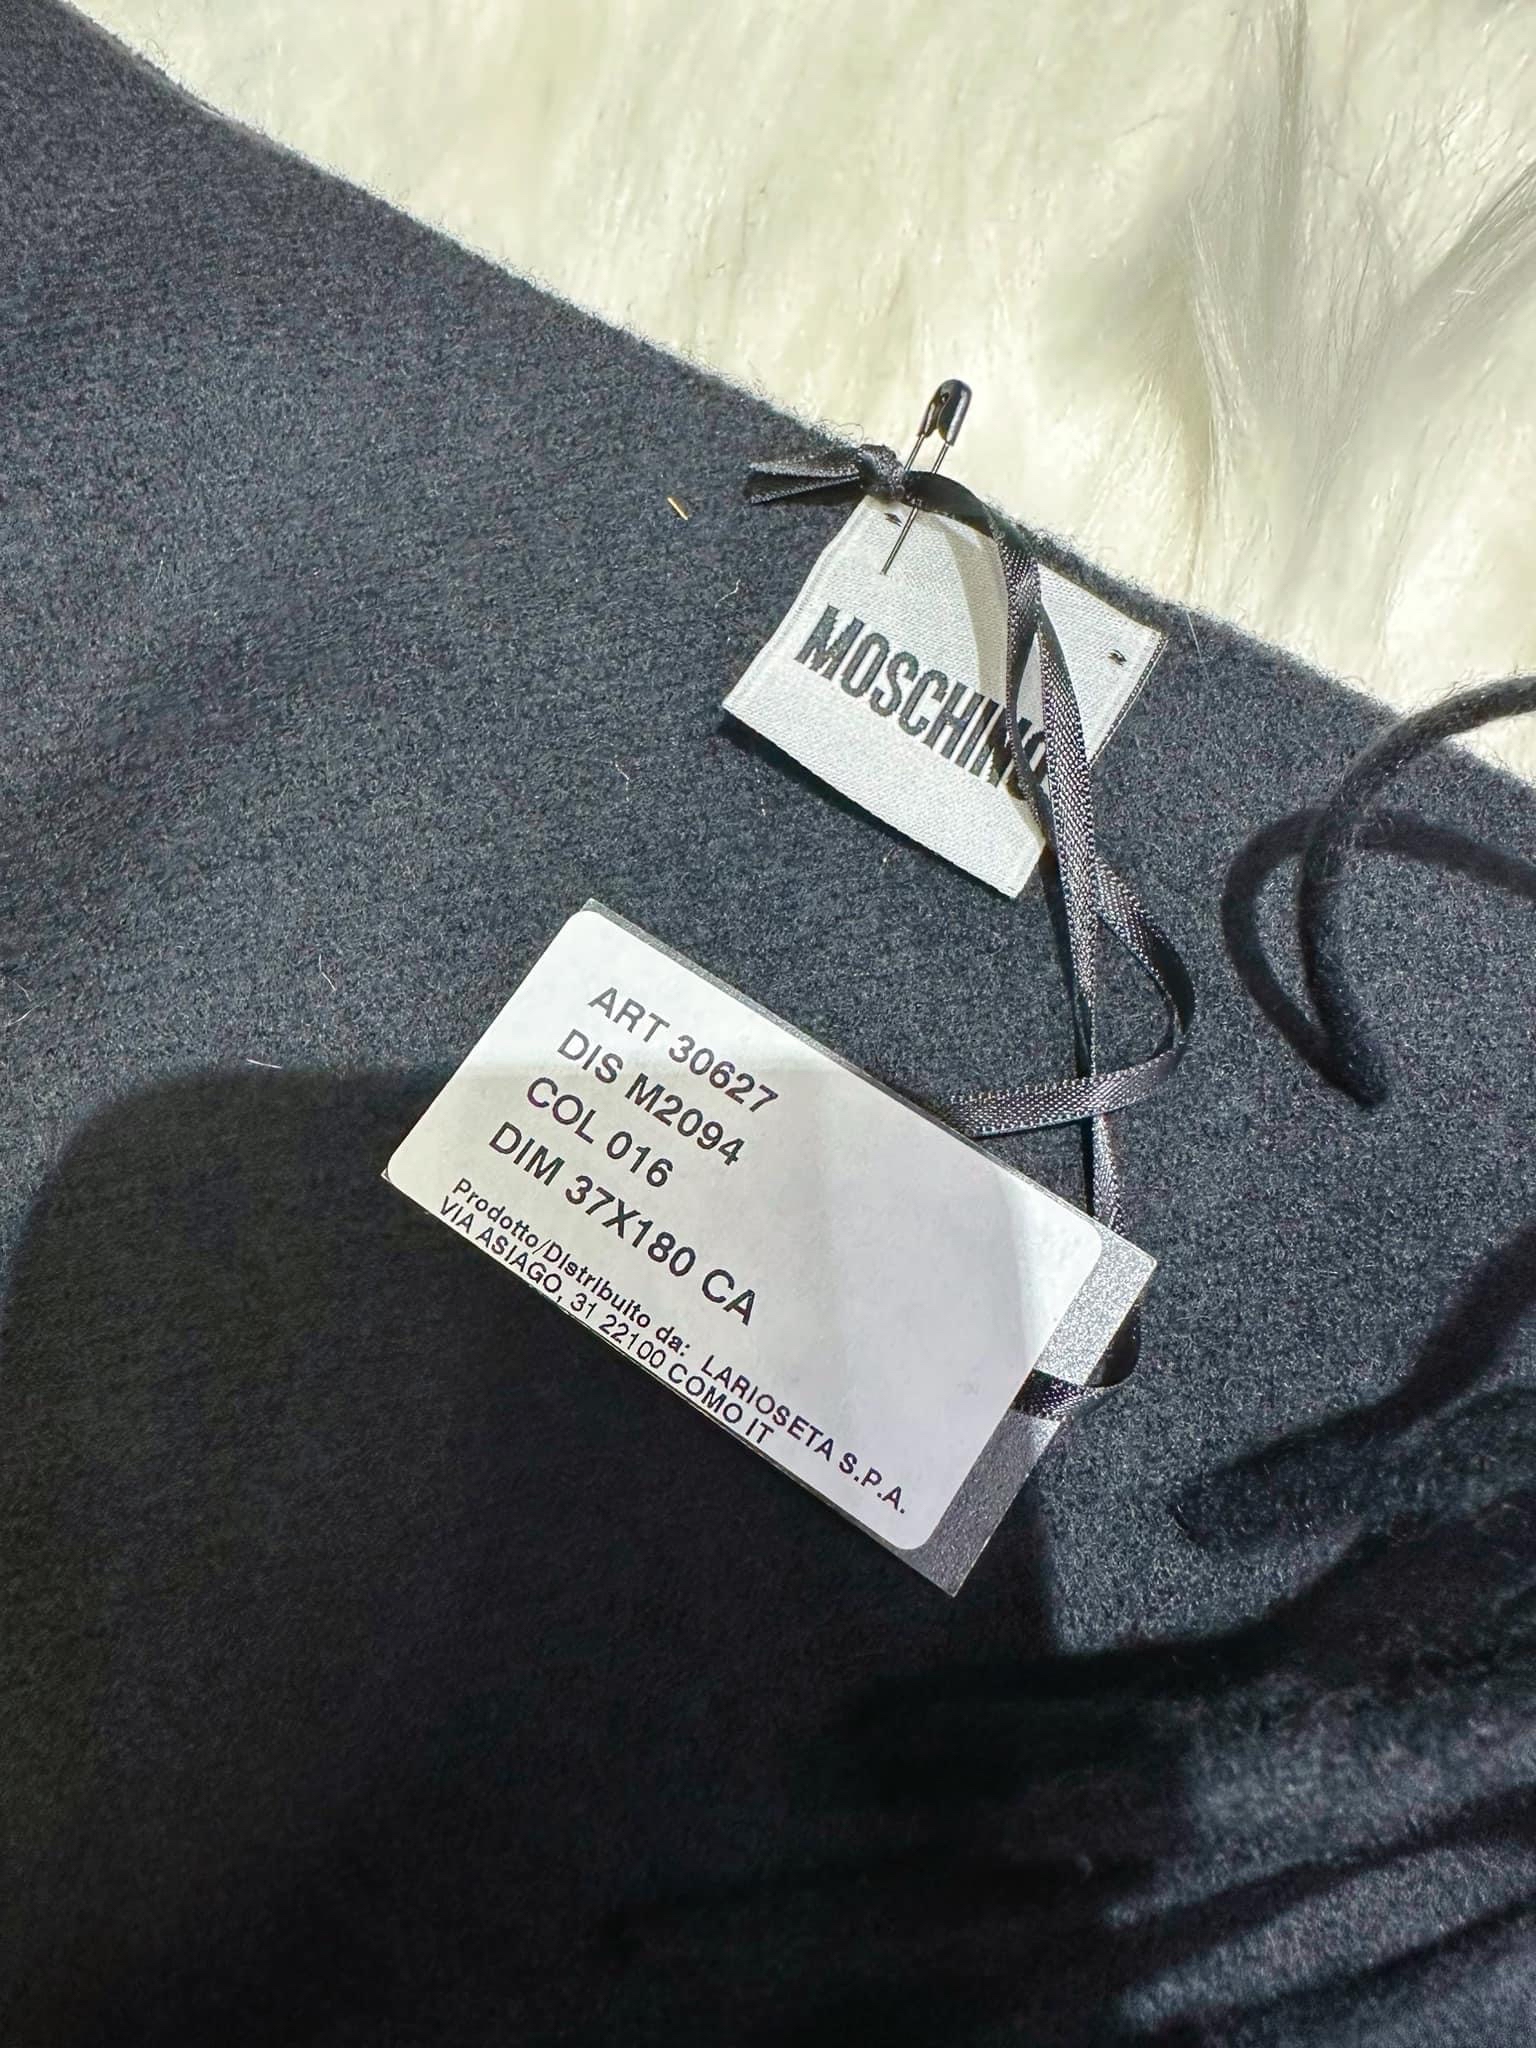 MOSCHINO
ART 30627
DIS M2094
COL 016
DIM 37X180 CA
Prodotto/Distribuito da: LARIOSETA S.P.A.
VIA ASIAGO, 31 22100 COMO IT